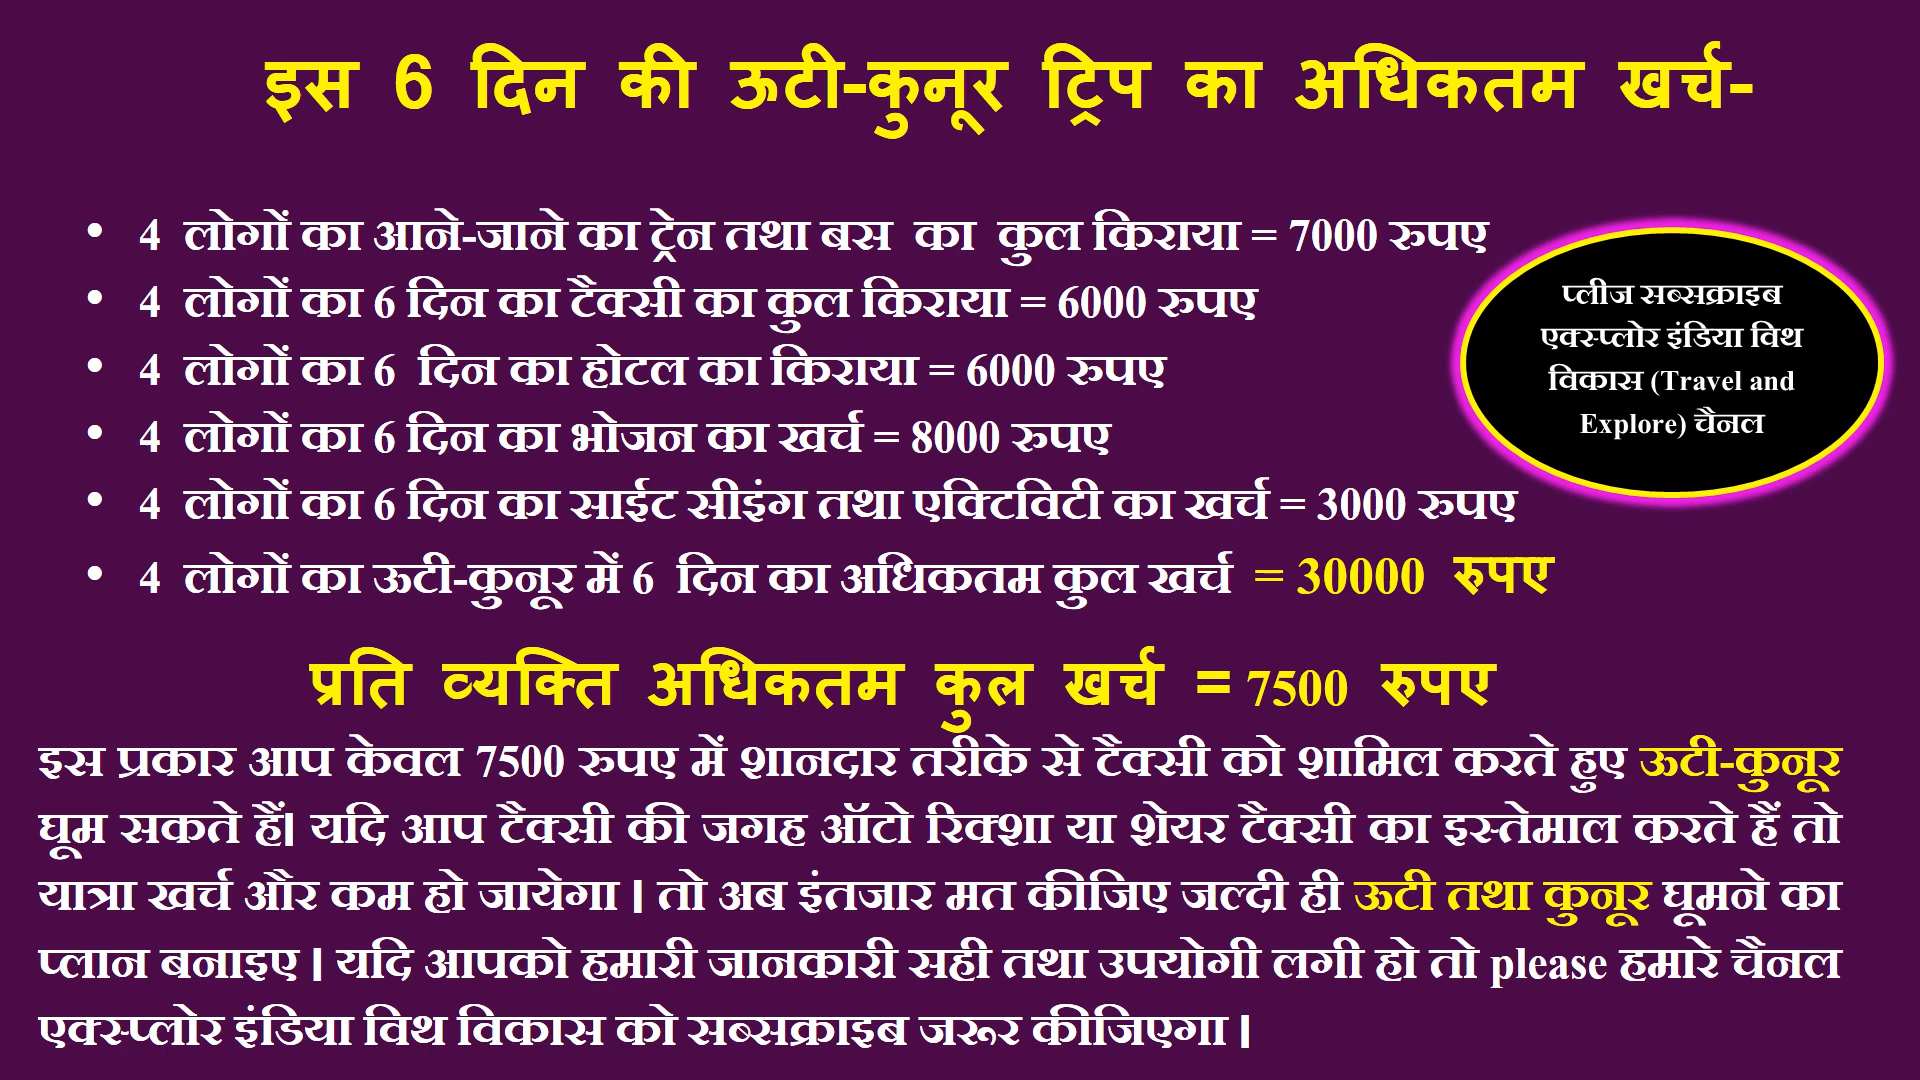 इस 6 दिन की ऊटी-कुनूर ट्रिप का अधिकतम खर्च-
• 4 लोगों का आने-जाने का ट्रेन तथा बस का कुल किराया = 7000 रुपए
• 4 लोगों का 6 दिन का टैक्सी का कुल किराया = 6000 रुपए
• 4 लोगों का 6 दिन का होटल का किराया = 6000 रुपए
• 4 लोगों का 6 दिन का भोजन का खर्च = 8000 रुपए
• 4 लोगों का 6 दिन का साईट सीइंग तथा एक्टिविटी का खर्च = 3000 रुपए
• 4 लोगों का ऊटी-कुनूर में 6 दिन का अधिकतम कुल खर्च = 30000 रुपए
प्लीज सब्सक्राइब
एक्स्प्लोर इंडिया विथ
विकास (Travel and
Explore) चैनल
प्रति व्यक्ति अधिकतम कुल खर्च = 7500 रुपए
इस प्रकार आप केवल 7500 रुपए में शानदार तरीके से टैक्सी को शामिल करते हुए ऊटी-कुनूर
घूम सकते हैं। यदि आप टैक्सी की जगह ऑटो रिक्शा या शेयर टैक्सी का इस्तेमाल करते हैं तो
यात्रा खर्च और कम हो जायेगा । तो अब इंतजार मत कीजिए जल्दी ही ऊटी तथा कुनूर घूमने का
प्लान बनाइए । यदि आपको हमारी जानकारी सही तथा उपयोगी लगी हो तो please हमारे चैनल
एक्स्प्लोर इंडिया विथ विकास को सब्सक्राइब जरूर कीजिएगा ।